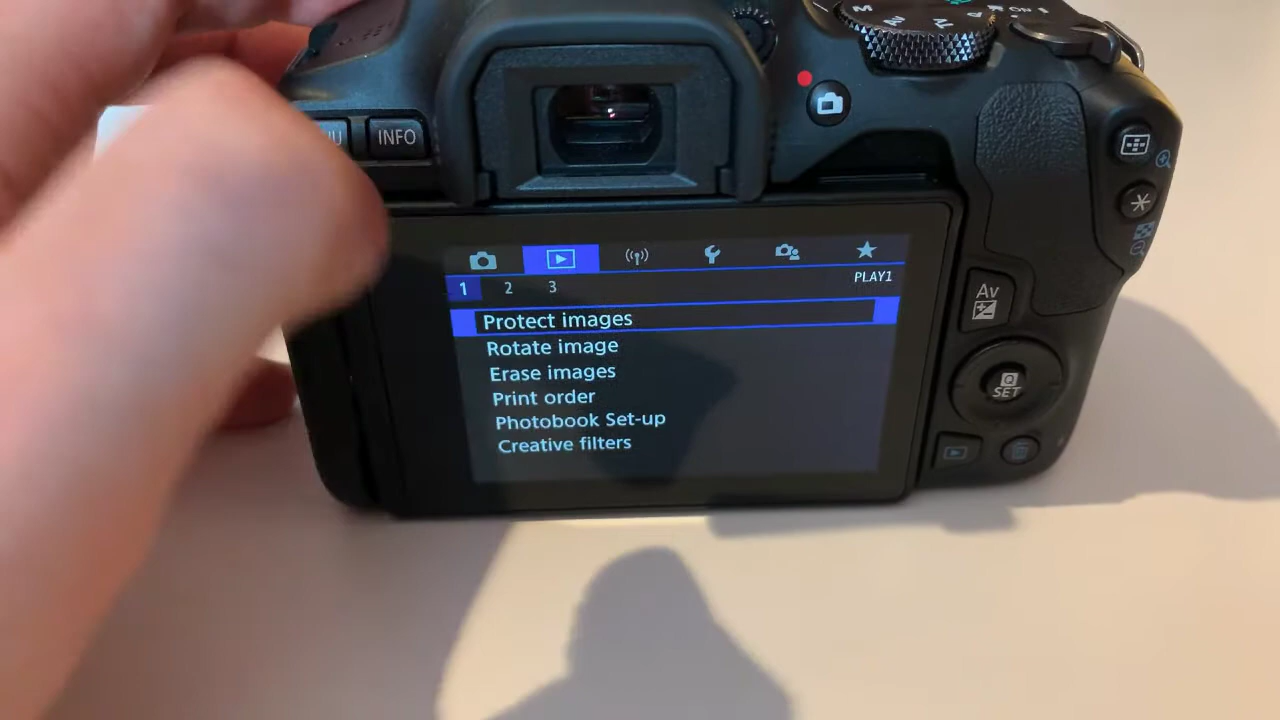 M
ON
INFO
PLAY1
1 2 3
Protect images
Rotate image
Erase images
Print order
Photobook Set-up
Creative filters
Av
Q
SET